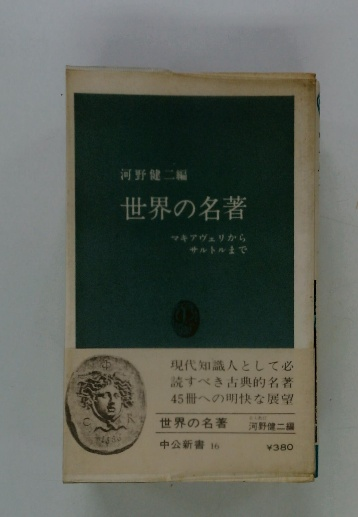 河野健二編
世界の名著
マキアヴェリから
サルトルまで
現代知識人として必
読すべき古典的名著
45冊への明快な展望
世界の名著
河野健二編
中公新書 16
¥380